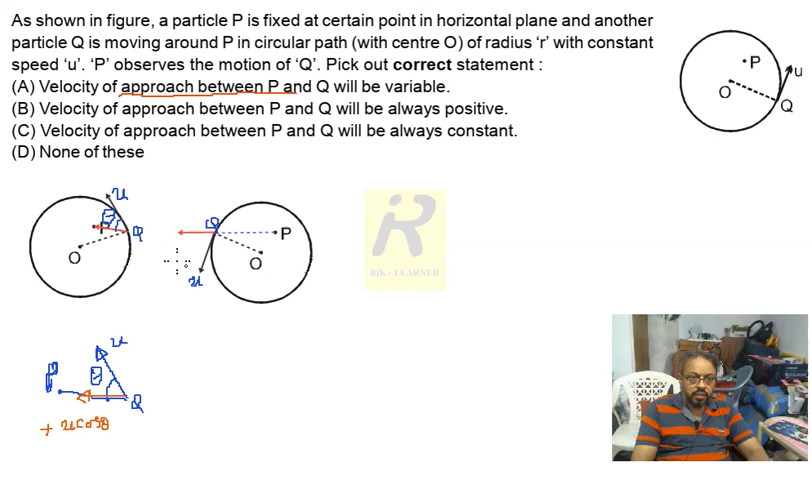 As shown in figure, a particle P is fixed at certain point in horizontal plane and another
particle Q is moving around P in circular path (with centre O) of radius 'r' with constant
speed 'u'. 'P' observes the motion of 'Q'. Pick out correct statement :
(A) Velocity of approach between P and Q will be variable.
(B) Velocity of approach between P and Q will be always positive.
(C) Velocity of approach between P and Q will be always constant.
(D) None of these
P
u
O
Q
u
θ
P
Q
O
Q
P
O
u
RIK - LEARNER
u
P
θ
Q
+ u cosθ